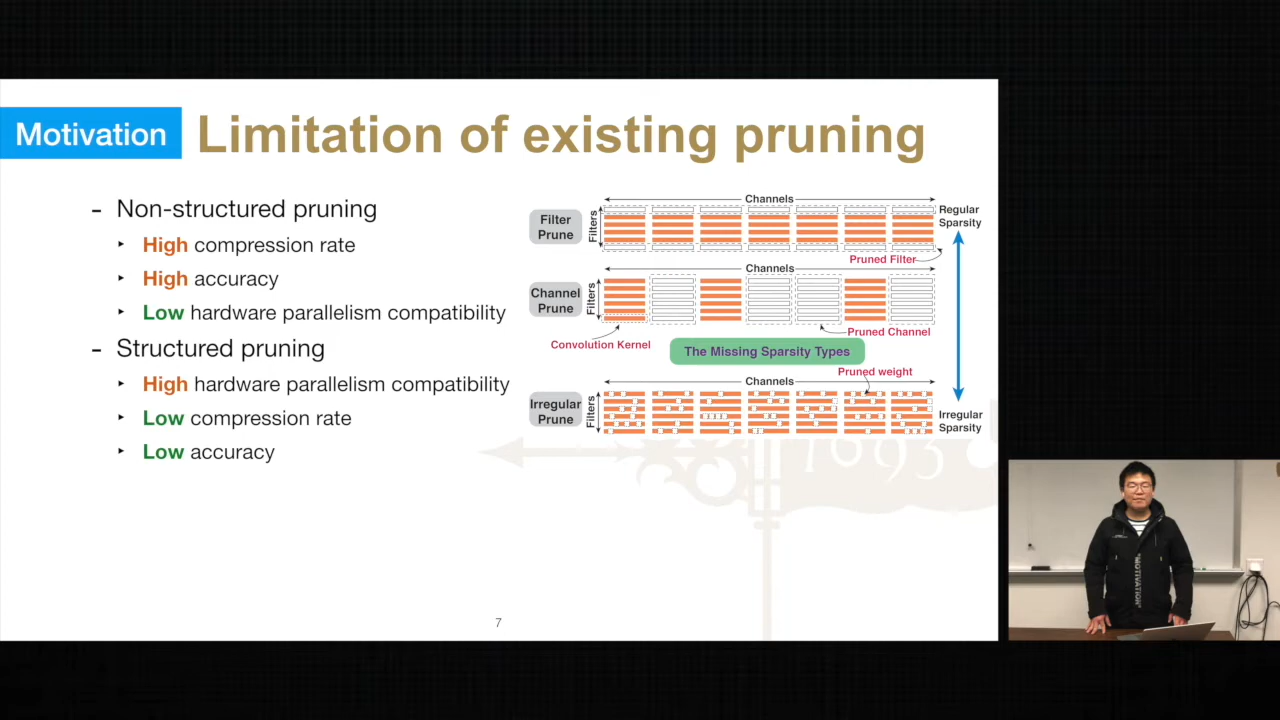 Motivation
Limitation of existing pruning
- Non-structured pruning
‣ High compression rate
‣ High accuracy
‣ Low hardware parallelism compatibility
- Structured pruning
‣ High hardware parallelism compatibility
‣ Low compression rate
‣ Low accuracy
Channels
Filter
Prune
Filters
Regular
Sparsity
Pruned Filter
Channels
Channel
Prune
Filters
Pruned Channel
Convolution Kernel
The Missing Sparsity Types
Pruned weight
Channels
Irregular
Prune
Filters
Irregular
Sparsity
1693
7
"MOTIVATION"